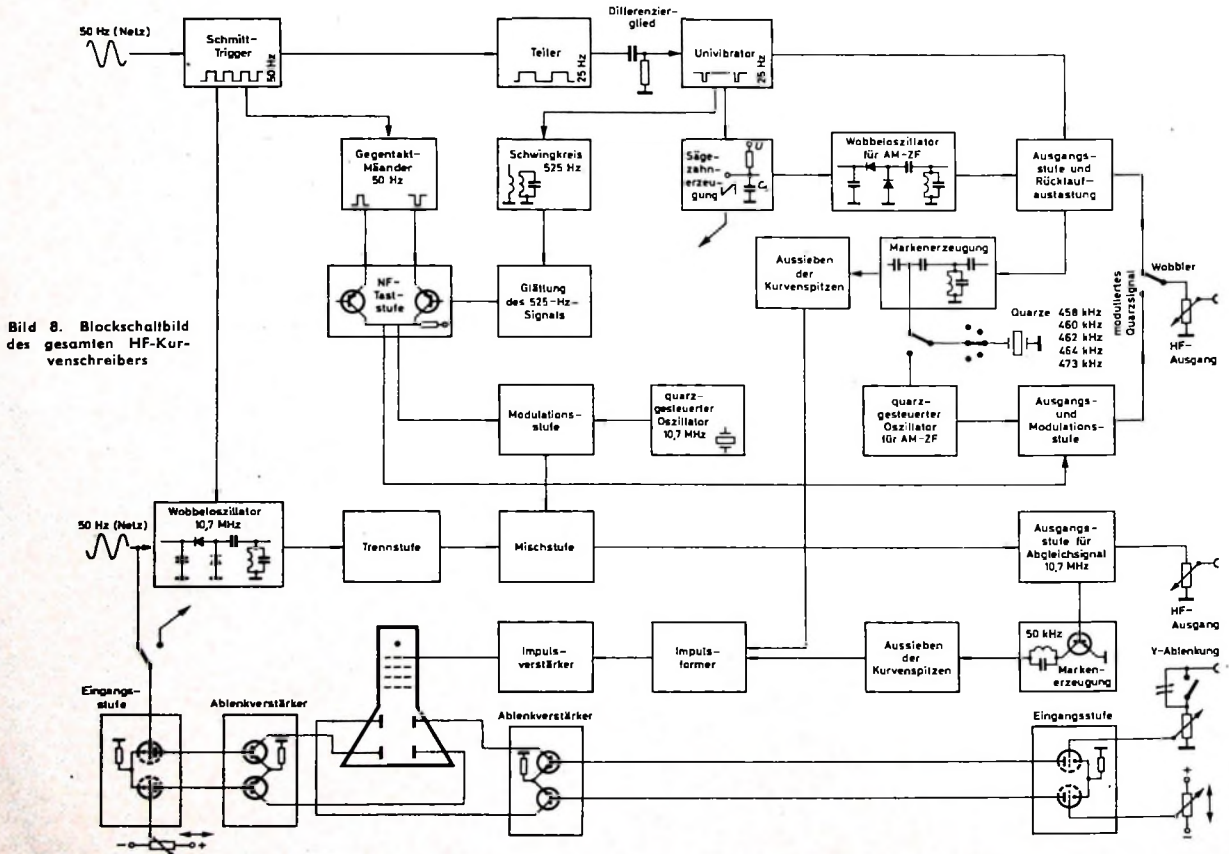 Differenzier-
glied
50 Hz (Netz)
Schmitt-
Trigger
50 Hz
Teiler
25 Hz
Univibrator
25 Hz
Gegentakt-
Mäander
50 Hz
Schwingkreis
525 Hz
Säge-
zahn-
erzeu-
gung
U
C
Wobbeloszillator
für AM-ZF
Ausgangs-
stufe und
Rücklauf-
austastung
NF-
Tast-
stufe
Glättung
des 525-Hz-
Signals
Aussieben
der
Kurvenspitzen
Markenerzeugung
Quarze 458 kHz
460 kHz
462 kHz
464 kHz
473 kHz
moduliertes
Quarzsignal
Wobbler
HF-
Ausgang
Bild 8. Blockschaltbild
des gesamten HF-Kur-
venschreibers
Modulations-
stufe
quarz-
gesteuerter
Oszillator
10,7 MHz
quarz-
gesteuerter
Oszillator
für AM-ZF
Ausgangs-
und
Modulations-
stufe
50 Hz (Netz)
Wobbeloszillator
10,7 MHz
Trennstufe
Mischstufe
Ausgangs-
stufe für
Abgleichsignal
10,7 MHz
HF-
Ausgang
Impuls-
verstärker
Impuls-
former
Aussieben
der
Kurvenspitzen
50 kHz
Marken-
erzeugung
Y-Ablenkung
Eingangs-
stufe
Ablenkverstärker
Ablenkverstärker
Eingangsstufe
+
-
- +